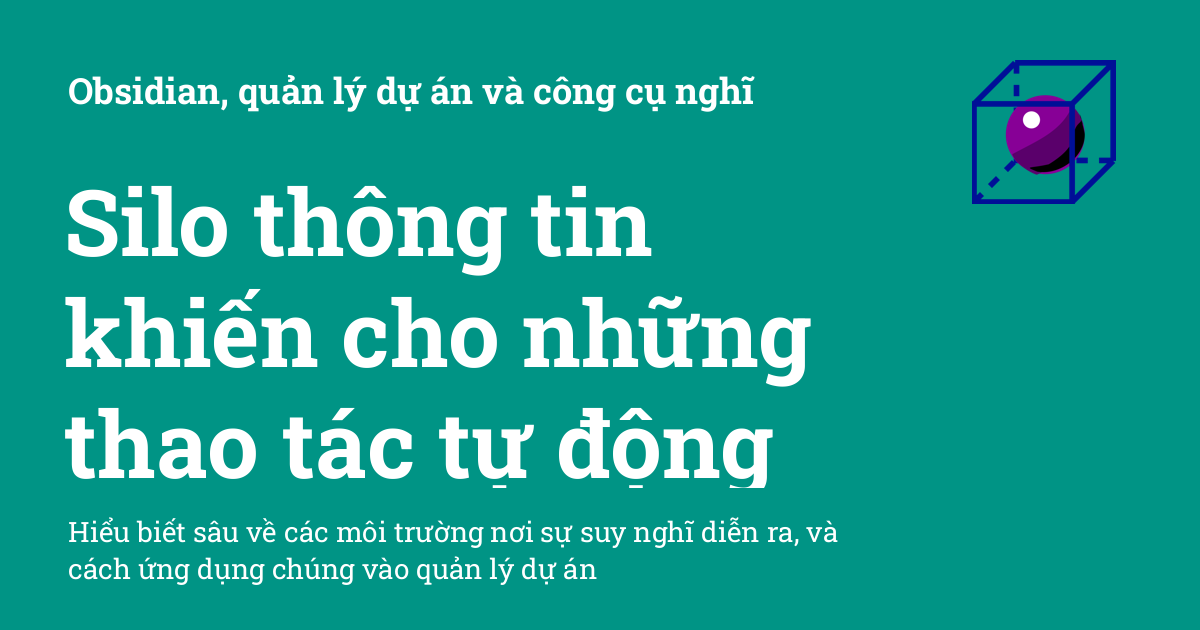 Obsidian, quản lý dự án và công cụ nghĩ
Silo thông tin
khiến cho những
thao tác tự động
Hiểu biết sâu về các môi trường nơi sự suy nghĩ diễn ra, và
cách ứng dụng chúng vào quản lý dự án